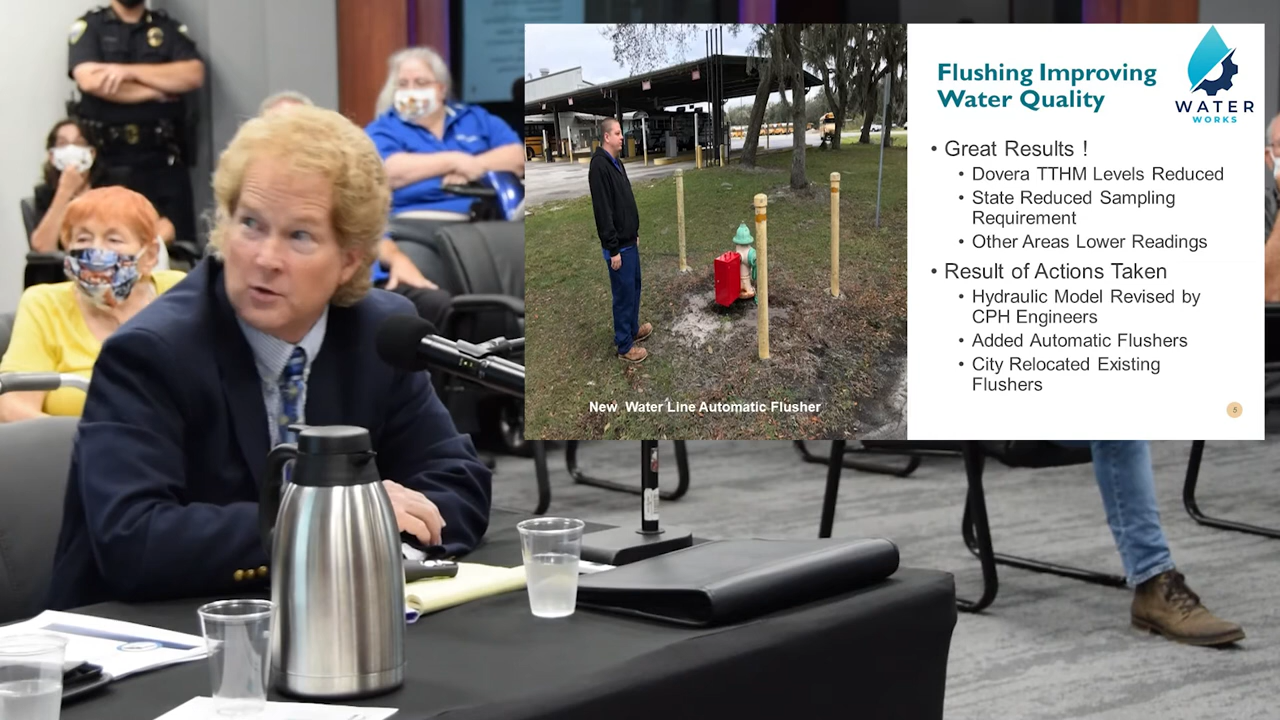 Flushing Improving
Water Quality
WATER
WORKS
• Great Results !
• Dovera TTHM Levels Reduced
• State Reduced Sampling
Requirement
• Other Areas Lower Readings
• Result of Actions Taken
• Hydraulic Model Revised by
CPH Engineers
• Added Automatic Flushers
• City Relocated Existing
Flushers
New Water Line Automatic Flusher
5